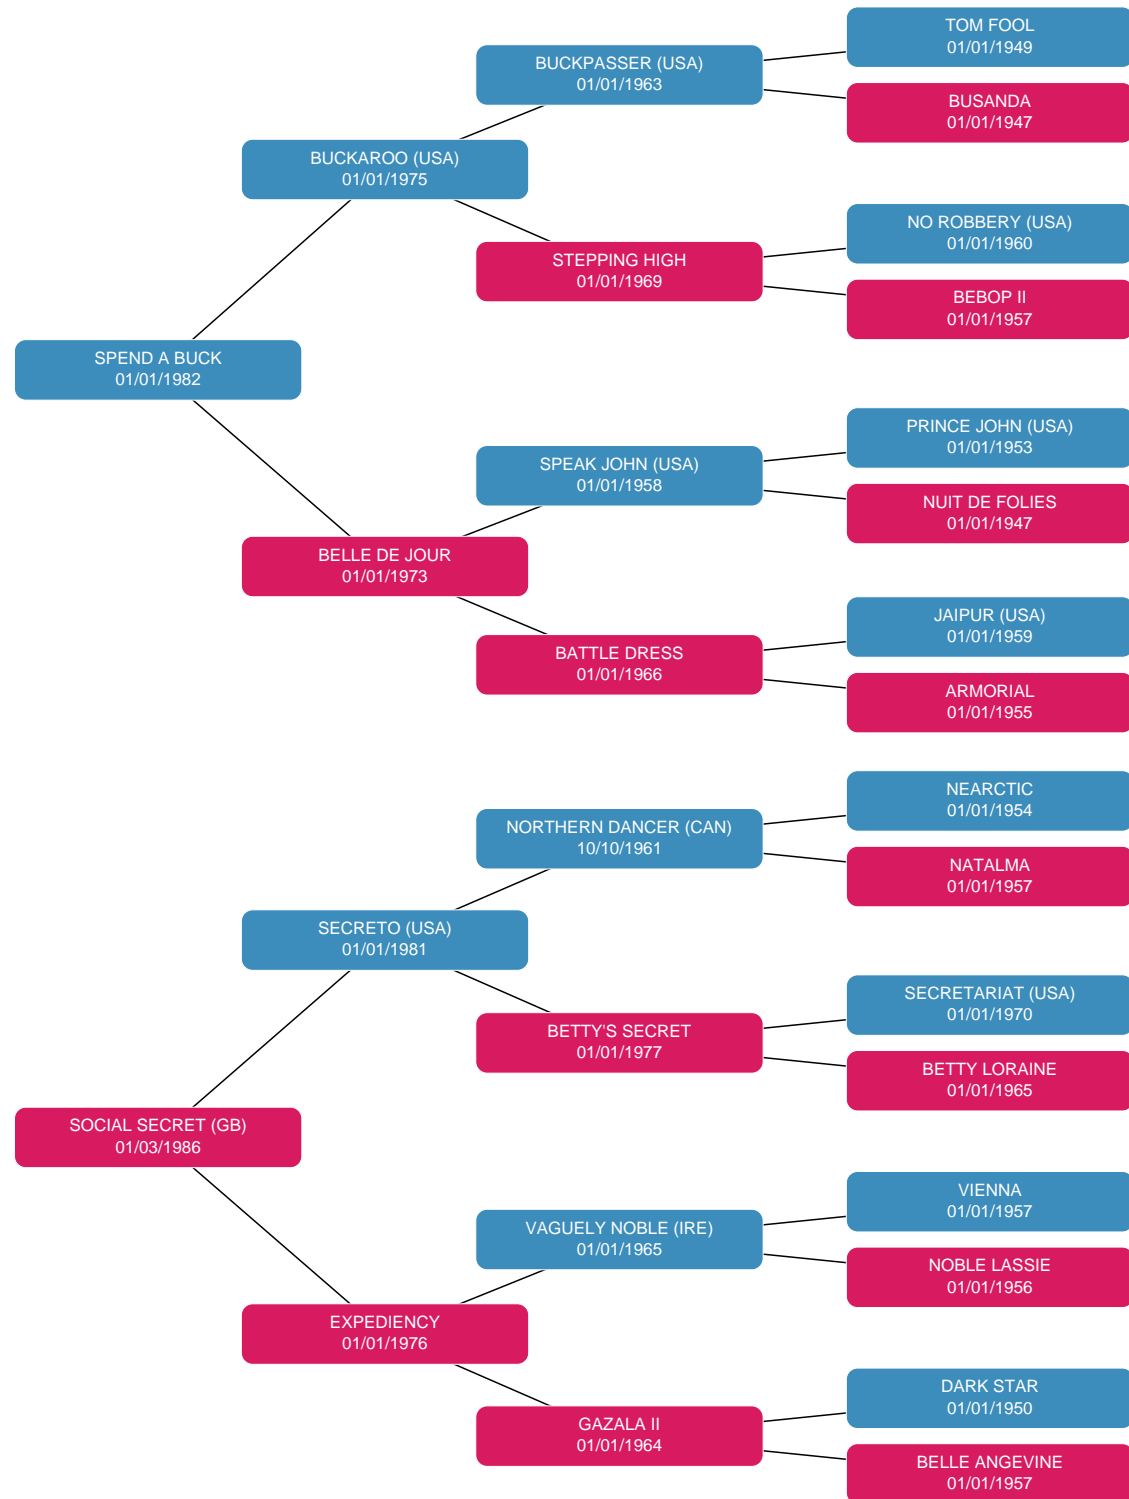 TOM FOOL
01/01/1949
BUCKPASSER (USA)
01/01/1963
BUSANDA
01/01/1947
BUCKAROO (USA)
01/01/1975
NO ROBBERY (USA)
01/01/1960
STEPPING HIGH
01/01/1969
BEBOP II
01/01/1957
SPEND A BUCK
01/01/1982
PRINCE JOHN (USA)
01/01/1953
SPEAK JOHN (USA)
01/01/1958
NUIT DE FOLIES
01/01/1947
BELLE DE JOUR
01/01/1973
JAIPUR (USA)
01/01/1959
BATTLE DRESS
01/01/1966
ARMORIAL
01/01/1955
NEARCTIC
01/01/1954
NORTHERN DANCER (CAN)
10/10/1961
NATALMA
01/01/1957
SECRETO (USA)
01/01/1981
SECRETARIAT (USA)
01/01/1970
BETTY'S SECRET
01/01/1977
BETTY LORAINE
01/01/1965
SOCIAL SECRET (GB)
01/03/1986
VIENNA
01/01/1957
VAGUELY NOBLE (IRE)
01/01/1965
NOBLE LASSIE
01/01/1956
EXPEDIENCY
01/01/1976
DARK STAR
01/01/1950
GAZALA II
01/01/1964
BELLE ANGEVINE
01/01/1957